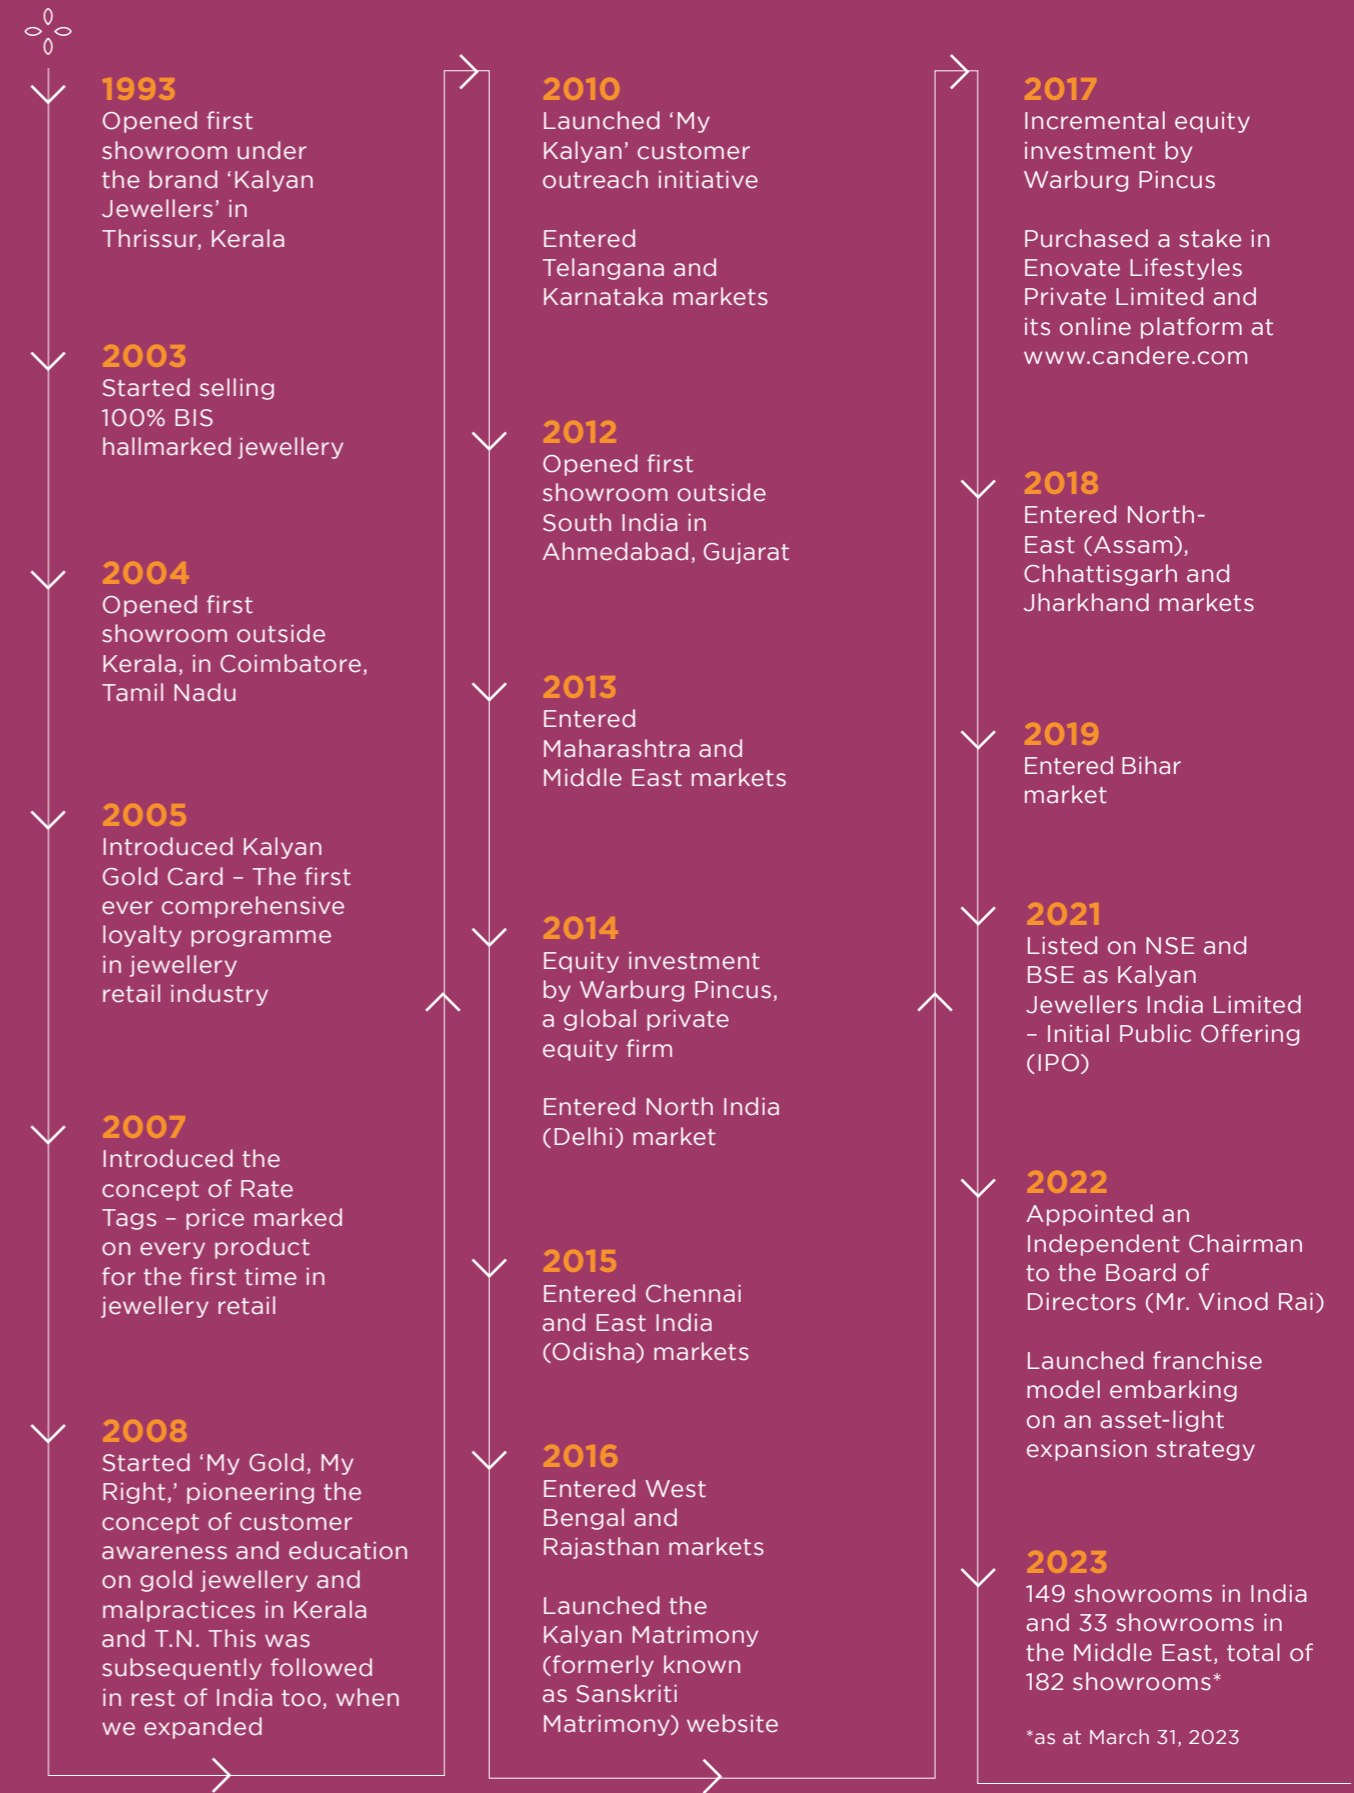 1993
Opened first
showroom under
the brand ‘Kalyan
Jewellers’ in
Thrissur, Kerala
2003
Started selling
100% BIS
hallmarked jewellery
2004
Opened first
showroom outside
Kerala, in Coimbatore,
Tamil Nadu
2005
Introduced Kalyan
Gold Card – The first
ever comprehensive
loyalty programme
in jewellery
retail industry
2007
Introduced the
concept of Rate
Tags – price marked
on every product
for the first time in
jewellery retail
2008
Started ‘My Gold, My
Right,’ pioneering the
concept of customer
awareness and education
on gold jewellery and
malpractices in Kerala
and T.N. This was
subsequently followed
in rest of India too, when
we expanded
2010
Launched ‘My
Kalyan’ customer
outreach initiative
Entered
Telangana and
Karnataka markets
2012
Opened first
showroom outside
South India in
Ahmedabad, Gujarat
2013
Entered
Maharashtra and
Middle East markets
2014
Equity investment
by Warburg Pincus,
a global private
equity firm
Entered North India
(Delhi) market
2015
Entered Chennai
and East India
(Odisha) markets
2016
Entered West
Bengal and
Rajasthan markets
Launched the
Kalyan Matrimony
(formerly known
as Sanskriti
Matrimony) website
2017
Incremental equity
investment by
Warburg Pincus
Purchased a stake in
Enovate Lifestyles
Private Limited and
its online platform at
www.candere.com
2018
Entered North-
East (Assam),
Chhattisgarh and
Jharkhand markets
2019
Entered Bihar
market
2021
Listed on NSE and
BSE as Kalyan
Jewellers India Limited
– Initial Public Offering
(IPO)
2022
Appointed an
Independent Chairman
to the Board of
Directors (Mr. Vinod Rai)
Launched franchise
model embarking
on an asset-light
expansion strategy
2023
149 showrooms in India
and 33 showrooms in
the Middle East, total of
182 showrooms*
*as at March 31, 2023